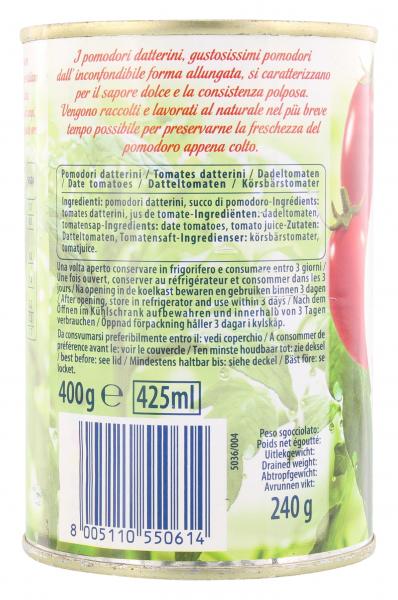 I pomodori datterini, gustosissimi pomodori
dall'inconfondibile forma allungata, si caratterizzano
per il sapore dolce e la consistenza polposa.
Vengono raccolti e lavorati al naturale nel più breve
tempo possibile per preservarne la freschezza del
pomodoro appena colto.
Pomodori datterini / Tomates datterini / Dadeltomaten
/ Date tomatoes / Datteltomaten / Körsbärstomater
Ingredienti: pomodori datterini, succo di pomodoro-Ingrédients:
tomates datterini, jus de tomate-Ingrediënten: dadeltomaten,
tomatensap-Ingredients: date tomatoes, tomato juice-Zutaten:
Datteltomaten, Tomatensaft-Ingredienser: körsbärstomater,
tomatjuice.
Una volta aperto conservare in frigorifero e consumare entro 3 giorni /
Une fois ouvert, conserver au réfrigérateur et consommer dans les 3
jours / Na opening in de koelkast bewaren en gebruiken binnen 3 dagen
/ After opening, store in refrigerator and use within 3 days / Nach dem
Öffnen im Kühlschrank aufbewahren und innerhalb von 3 Tagen
verbrauchen / Öppnad förpackning håller 3 dagar i kylskåp.
Da consvumarsi preferibilmente entro il: vedi coperchio / A consommer de
préférence avant le: voir le couvercle / Ten minste houdbaar tot: zie deksel
/ best before: see lid / Mindestens haltbar bis: siehe deckel / Bäst före: se
locket.
400g e 425ml
5036/004
Peso sgocciolato:
Poids net égoutté:
Uitlekgewicht:
Drained weight:
Abtropfgewicht:
Avrunnen vikt:
240 g
8 005110 550614